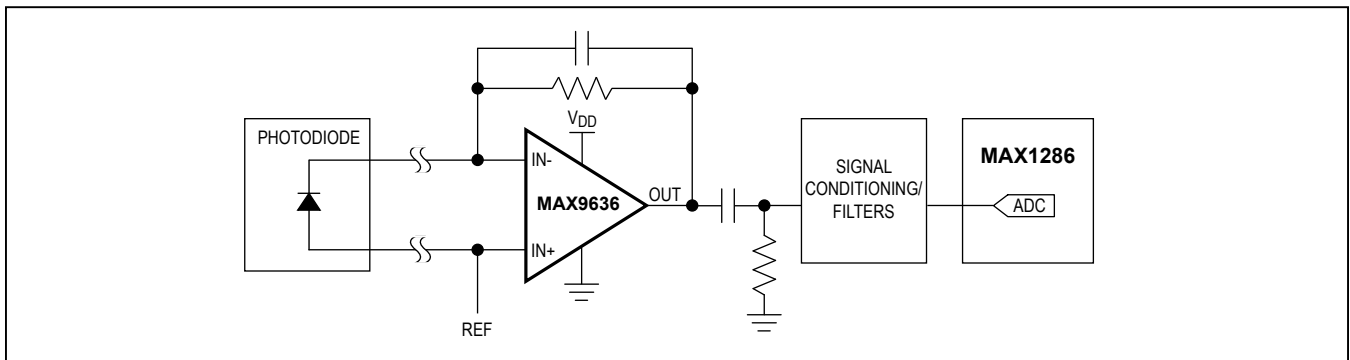 PHOTODIODE
VDD
IN-
MAX9636
OUT
IN+
REF
SIGNAL
CONDITIONING/
FILTERS
MAX1286
ADC